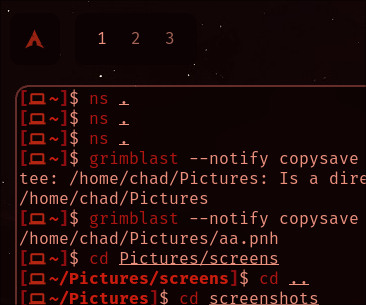 1 2 3
[💻~]$ ns .
[💻~]$ ns .
[💻~]$ ns .
[💻~]$ grimblast --notify copysave
tee: /home/chad/Pictures: Is a dire
/home/chad/Pictures
[💻~]$ grimblast --notify copysave
/home/chad/Pictures/aa.pnh
[💻~]$ cd Pictures/screens
[💻~/Pictures/screens]$ cd ..
[💻~/Pictures]$ cd screenshots